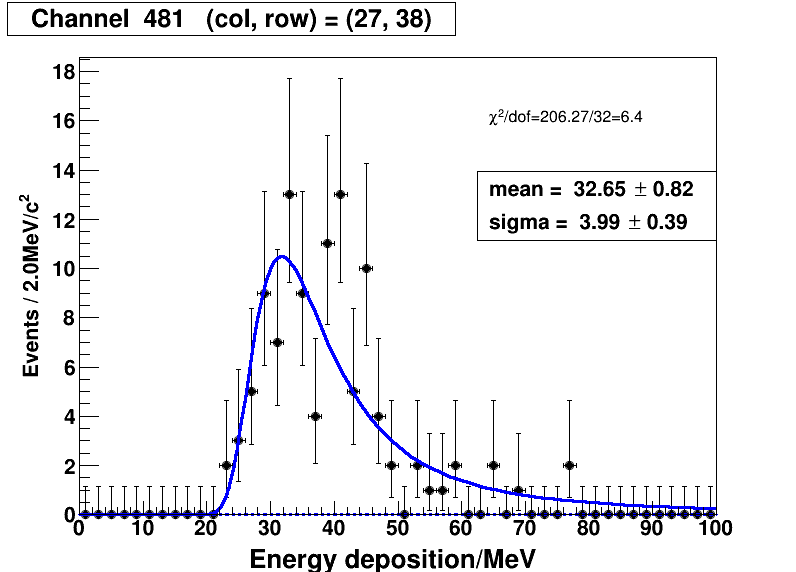 Channel 481 (col, row) = (27, 38)
χ²/dof=206.27/32=6.4
mean = 32.65 ± 0.82
sigma = 3.99 ± 0.39
Events / 2.0MeV/c²
18
16
14
12
10
8
6
4
2
0
0 10 20 30 40 50 60 70 80 90 100
Energy deposition/MeV